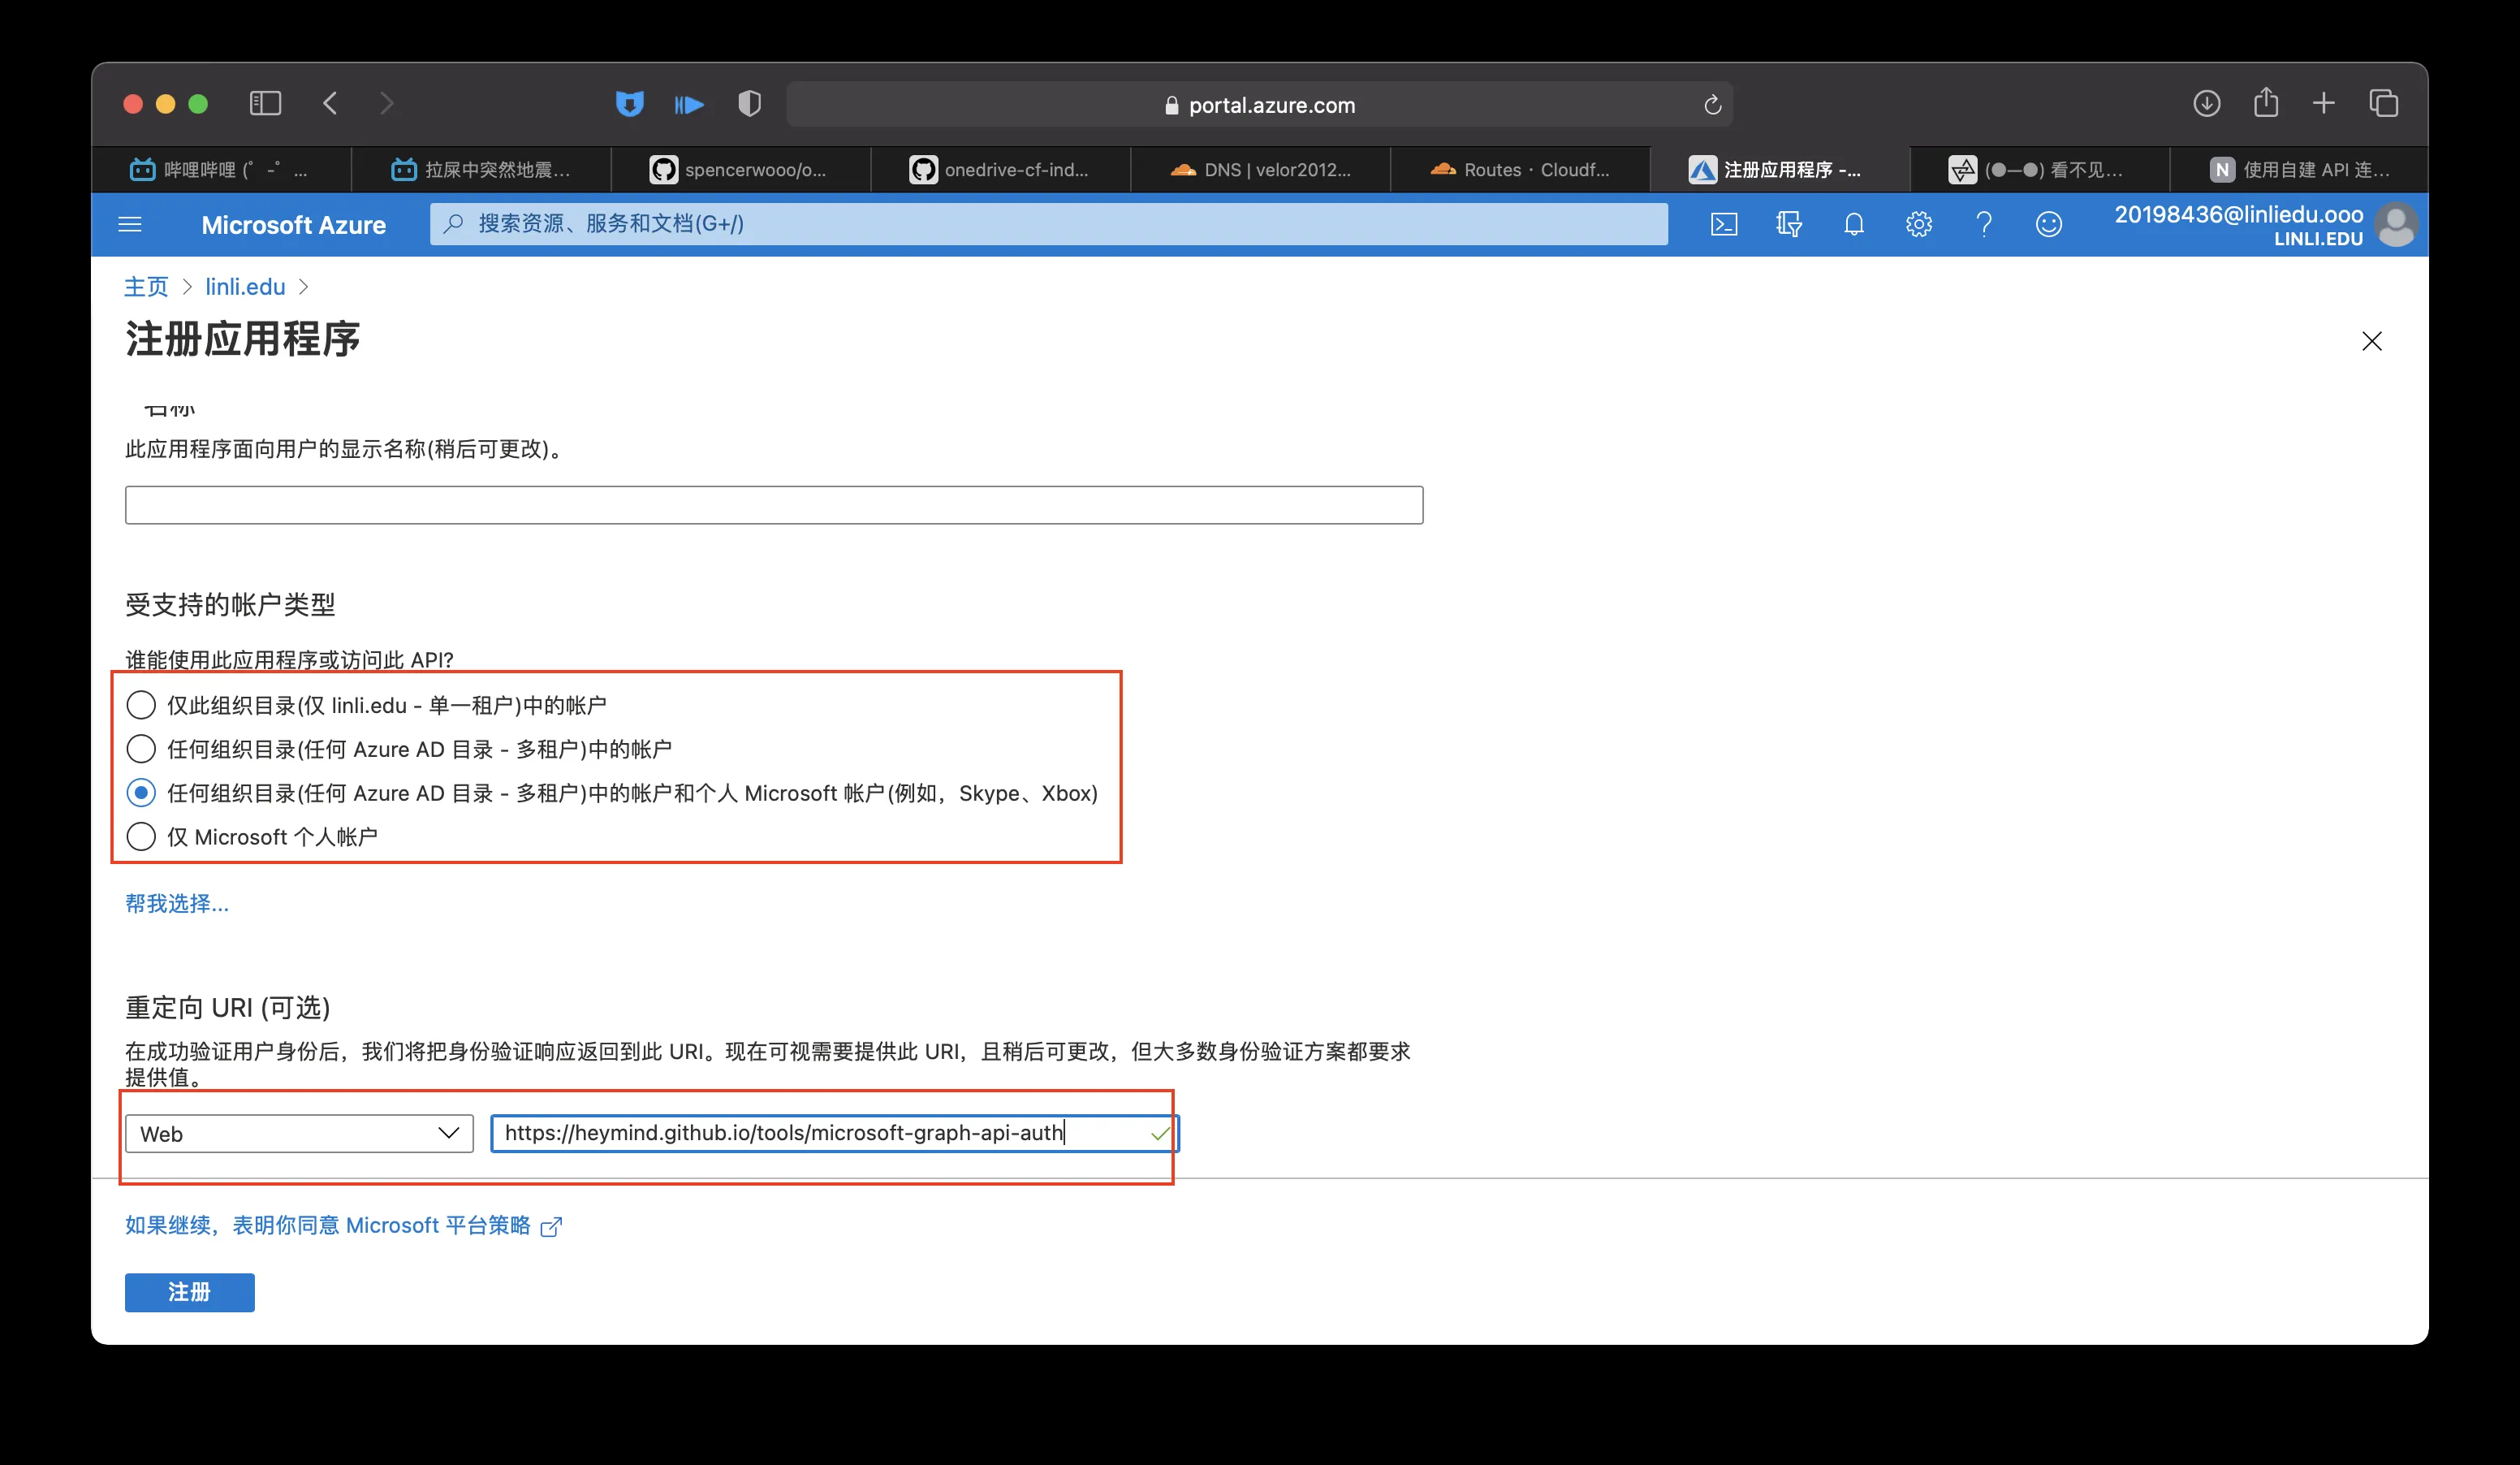 portal.azure.com
哔哩哔哩 (゜-゜...
拉屎中突然地震...
spencerwooo/o...
onedrive-cf-ind...
DNS | velor2012...
Routes · Cloudf...
注册应用程序 -...
(●—●) 看不见...
N 使用自建 API 连...
Microsoft Azure
搜索资源、服务和文档(G+/)
20198436@linliedu.ooo
LINLI.EDU
主页 > linli.edu >
注册应用程序
名称
此应用程序面向用户的显示名称(稍后可更改)。
受支持的帐户类型
谁能使用此应用程序或访问此 API?
仅此组织目录(仅 linli.edu - 单一租户)中的帐户
任何组织目录(任何 Azure AD 目录 - 多租户)中的帐户
任何组织目录(任何 Azure AD 目录 - 多租户)中的帐户和个人 Microsoft 帐户(例如，Skype、Xbox)
仅 Microsoft 个人帐户
帮我选择...
重定向 URI (可选)
在成功验证用户身份后，我们将把身份验证响应返回到此 URI。现在可视需要提供此 URI，且稍后可更改，但大多数身份验证方案都要求
提供值。
Web
https://heymind.github.io/tools/microsoft-graph-api-auth
如果继续，表明你同意 Microsoft 平台策略
注册